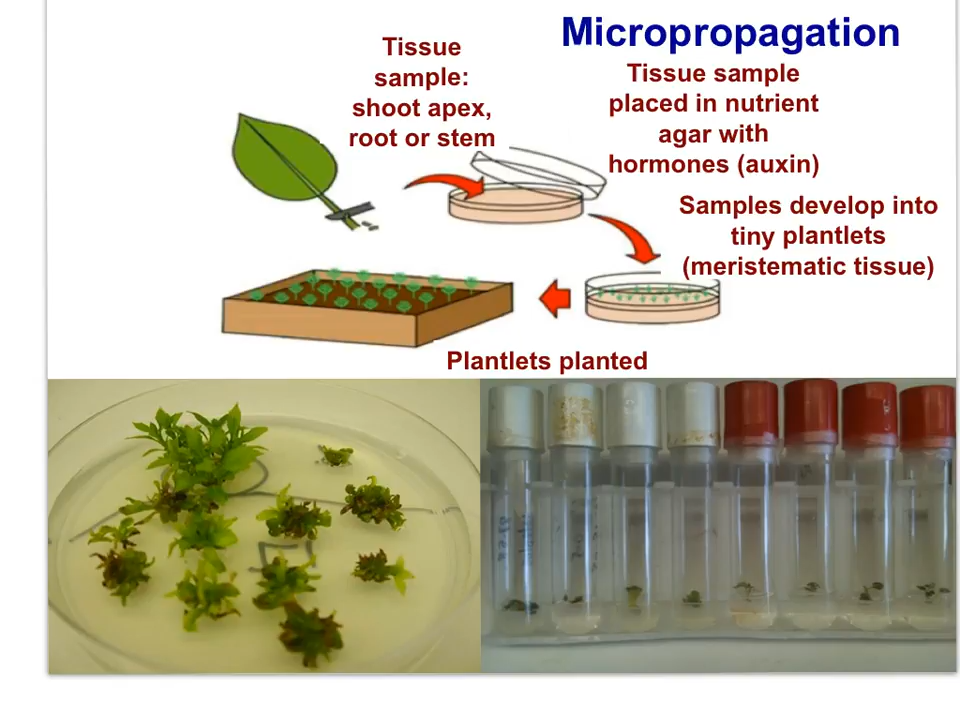 Micropropagation
Tissue
sample:
shoot apex,
root or stem
Tissue sample
placed in nutrient
agar with
hormones (auxin)
Samples develop into
tiny plantlets
(meristematic tissue)
Plantlets planted